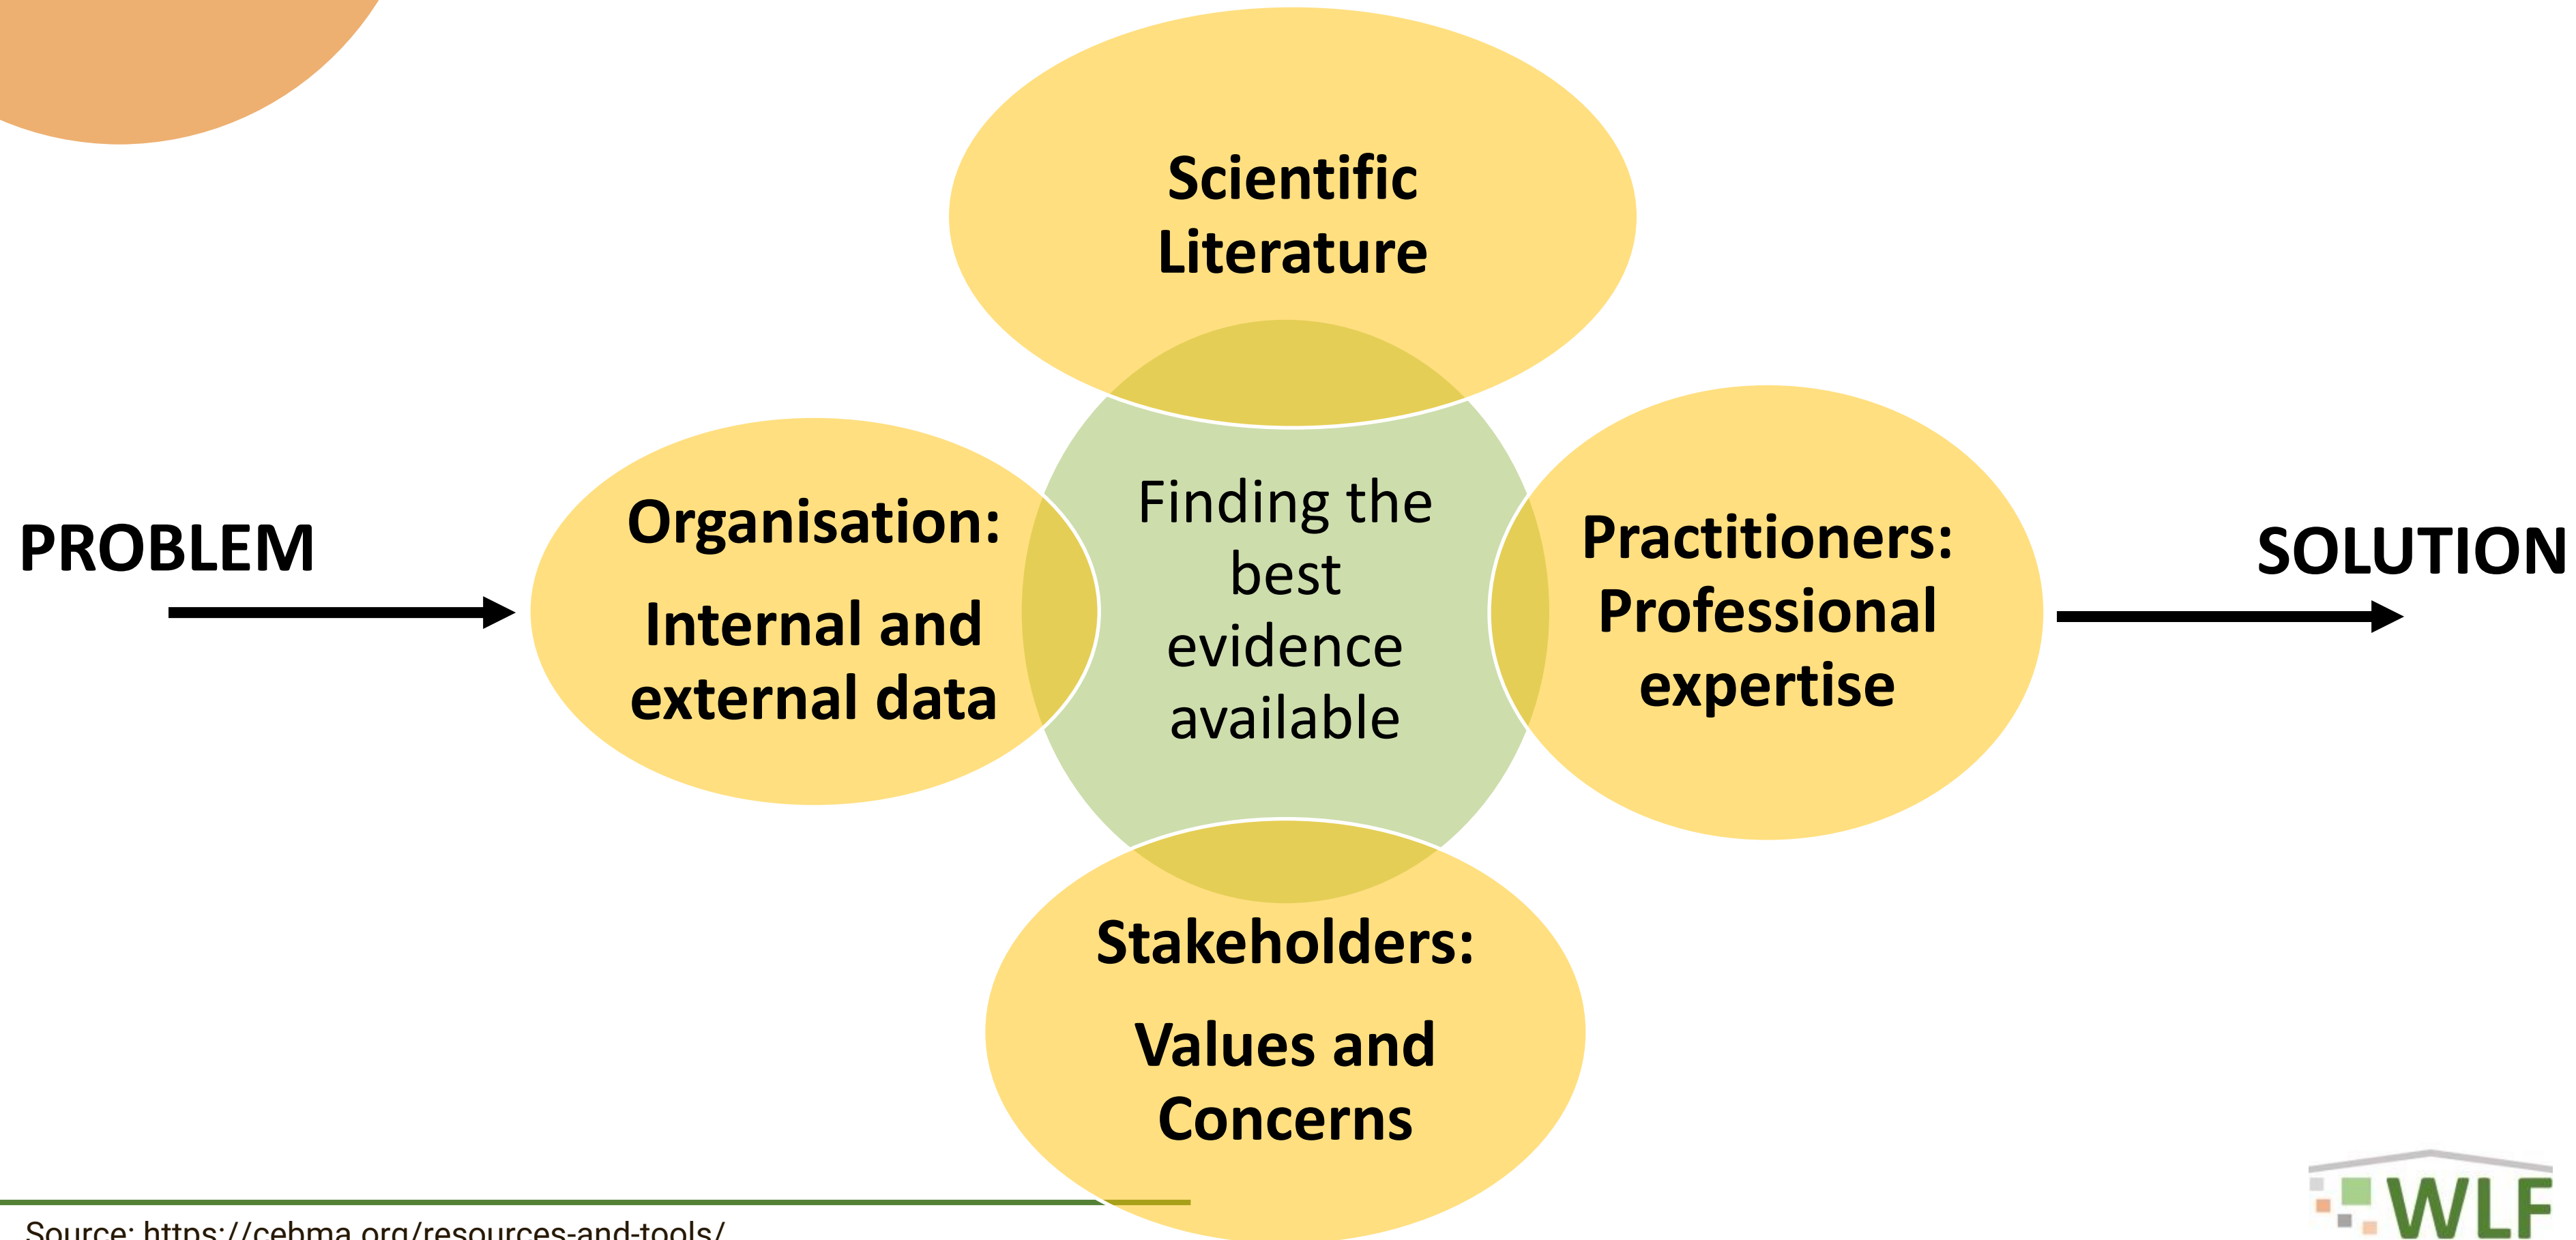 Scientific
Literature
PROBLEM
Organisation:
Internal and
external data
Finding the
best
evidence
available
Practitioners:
Professional
expertise
SOLUTION
Stakeholders:
Values and
Concerns
Source: https://cebma.org/resources-and-tools/
WLF